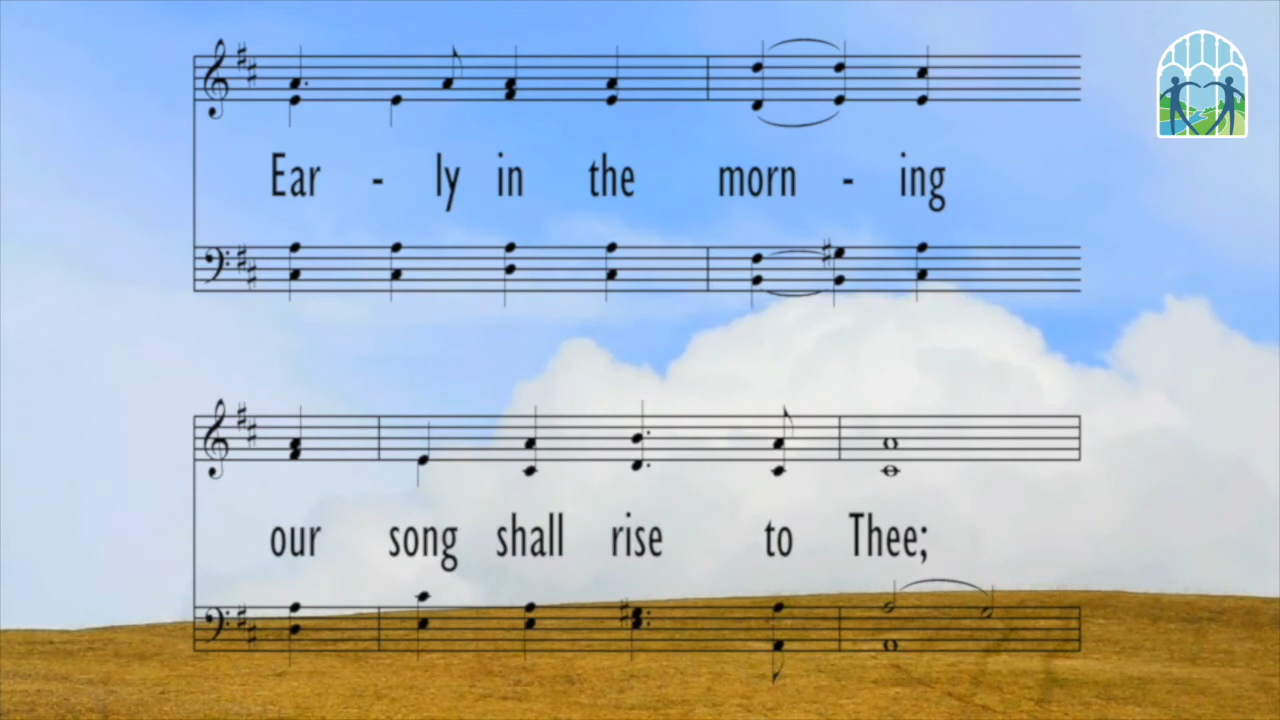 Ear - ly in the morn - ing
our song shall rise to Thee;